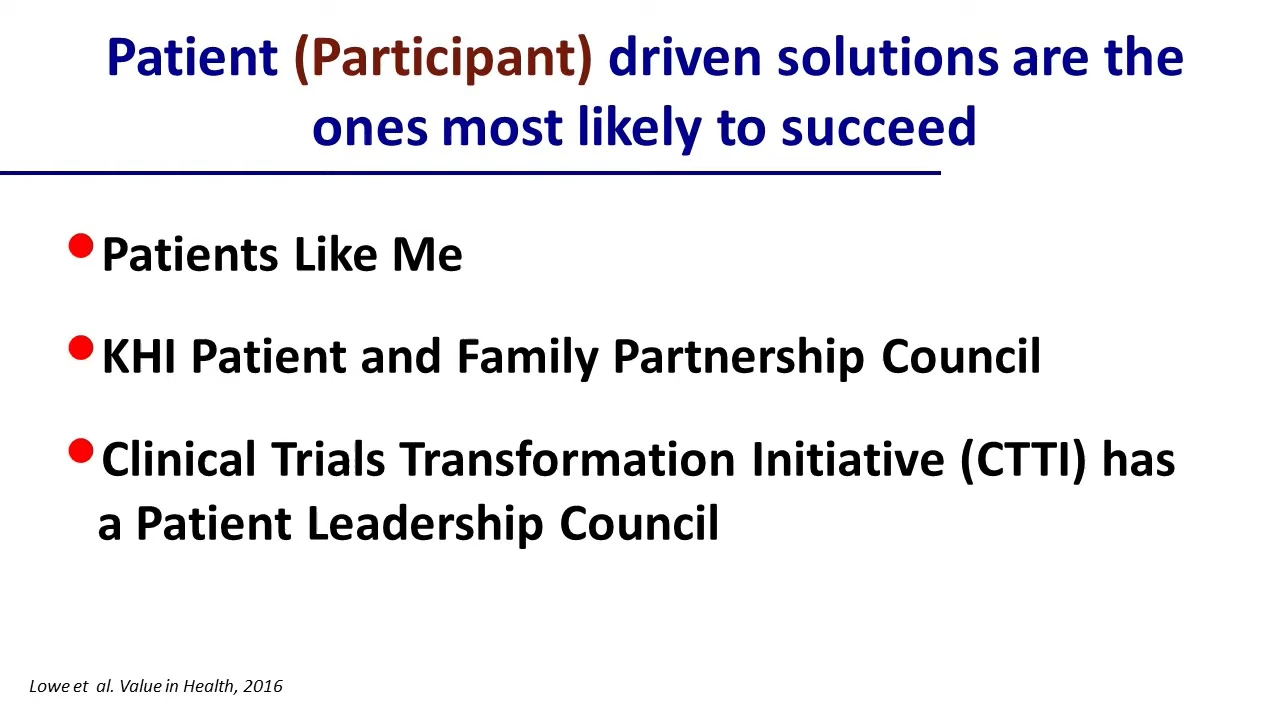 Patient (Participant) driven solutions are the
ones most likely to succeed
•Patients Like Me
•KHI Patient and Family Partnership Council
•Clinical Trials Transformation Initiative (CTTI) has
a Patient Leadership Council
Lowe et al. Value in Health, 2016